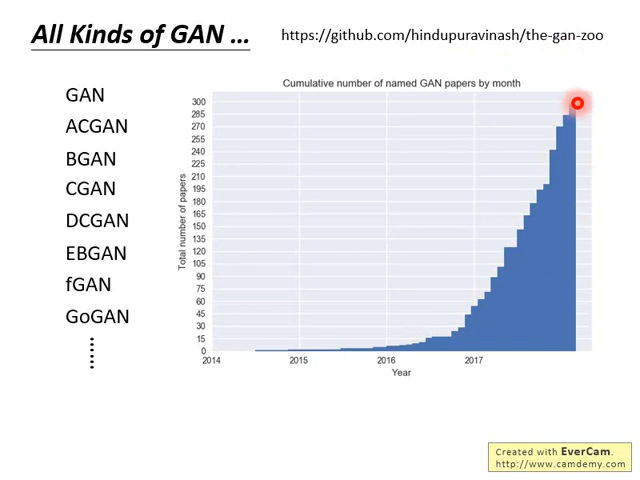 All Kinds of GAN …
https://github.com/hindupuravinash/the-gan-zoo
GAN
ACGAN
BGAN
CGAN
DCGAN
EBGAN
fGAN
GoGAN
Cumulative number of named GAN papers by month
Total number of papers
300
285
270
255
240
225
210
195
180
165
150
135
120
105
90
75
60
45
30
15
0
2014 2015 2016 2017
Year
Created with EverCam.
http://www.camdemy.com